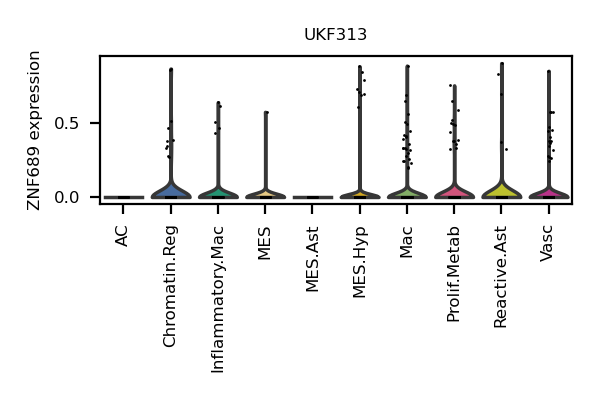 UKF313
ZNF689 expression
0.5
0.0
AC
Chromatin.Reg
Inflammatory.Mac
MES
MES.Ast
MES.Hyp
Mac
Prolif.Metab
Reactive.Ast
Vasc